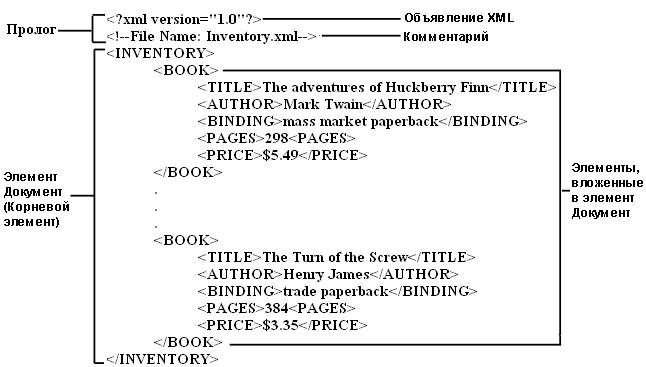 Пролог
<?xml version="1.0"?>
Объявление XML
<!--File Name: Inventory.xml-->
Комментарий
<INVENTORY>
<BOOK>
<TITLE>The adventures of Huckberry Finn</TITLE>
<AUTHOR>Mark Twain</AUTHOR>
<BINDING>mass market paperback</BINDING>
<PAGES>298<PAGES>
<PRICE>$5.49</PRICE>
</BOOK>
.
.
.
<BOOK>
<TITLE>The Turn of the Screw</TITLE>
<AUTHOR>Henry James</AUTHOR>
<BINDING>trade paperback</BINDING>
<PAGES>384<PAGES>
<PRICE>$3.35</PRICE>
</BOOK>
</INVENTORY>
Элемент
Документ
(Корневой
элемент)
Элементы,
вложенные
в элемент
Документ